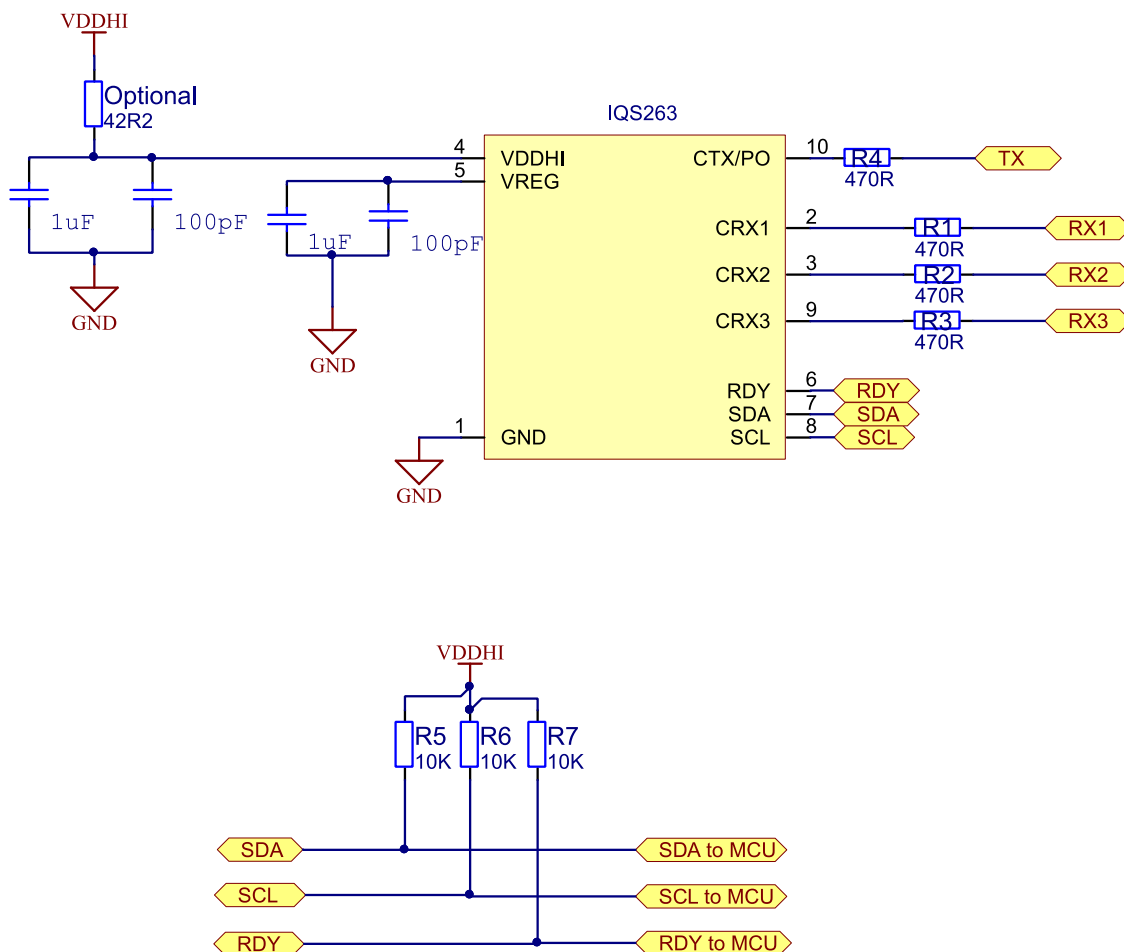 VDDHI
Optional
42R2
1uF
100pF
GND
1uF
100pF
GND
IQS263
4
VDDHI
5
VREG
1
GND
GND
CTX/PO
10
R4
470R
TX
CRX1
2
R1
470R
RX1
CRX2
3
R2
470R
RX2
CRX3
9
R3
470R
RX3
RDY
6
RDY
SDA
7
SDA
SCL
8
SCL
VDDHI
R5
10K
R6
10K
R7
10K
SDA
SDA to MCU
SCL
SCL to MCU
RDY
RDY to MCU